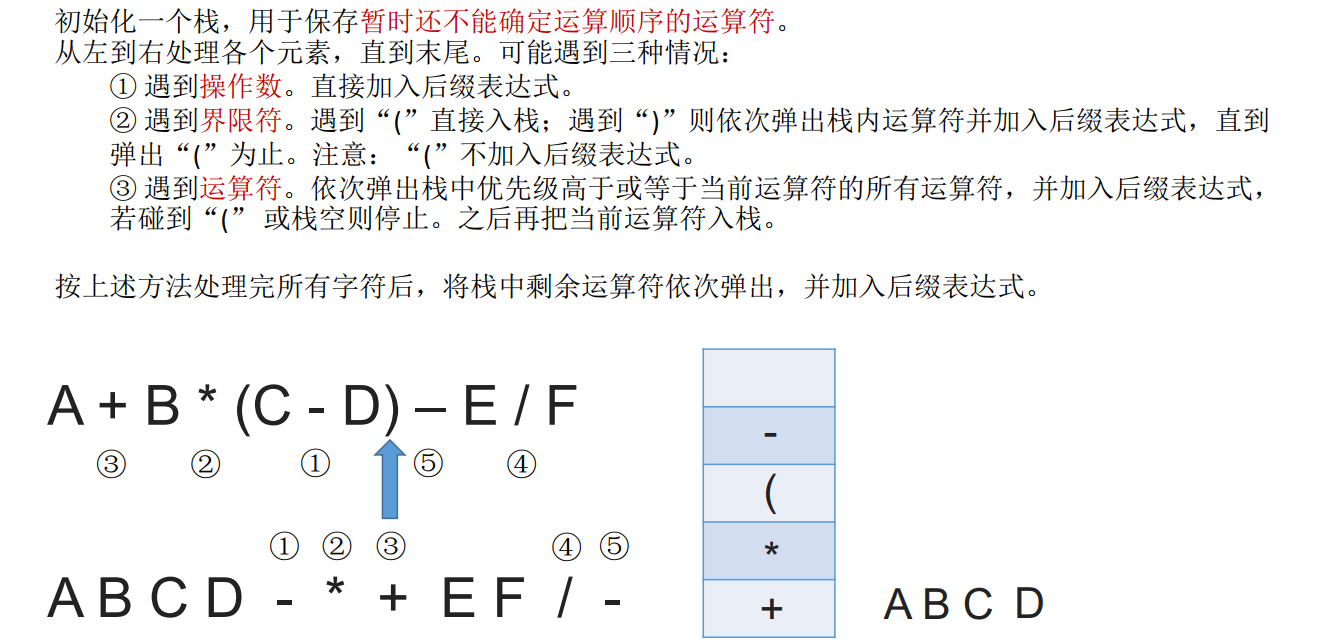 初始化一个栈，用于保存暂时还不能确定运算顺序的运算符。
从左到右处理各个元素，直到末尾。可能遇到三种情况：
① 遇到操作数。直接加入后缀表达式。
② 遇到界限符。遇到“(”直接入栈；遇到“)”则依次弹出栈内运算符并加入后缀表达式，直到
弹出“(”为止。注意：“(”不加入后缀表达式。
③ 遇到运算符。依次弹出栈中优先级高于或等于当前运算符的所有运算符，并加入后缀表达式，
若碰到“(” 或栈空则停止。之后再把当前运算符入栈。
按上述方法处理完所有字符后，将栈中剩余运算符依次弹出，并加入后缀表达式。
A + B * (C - D) – E / F
③ ② ① ⑤ ④
① ② ③ ④ ⑤
A B C D - * + E F / -
-
(
*
+
A B C D